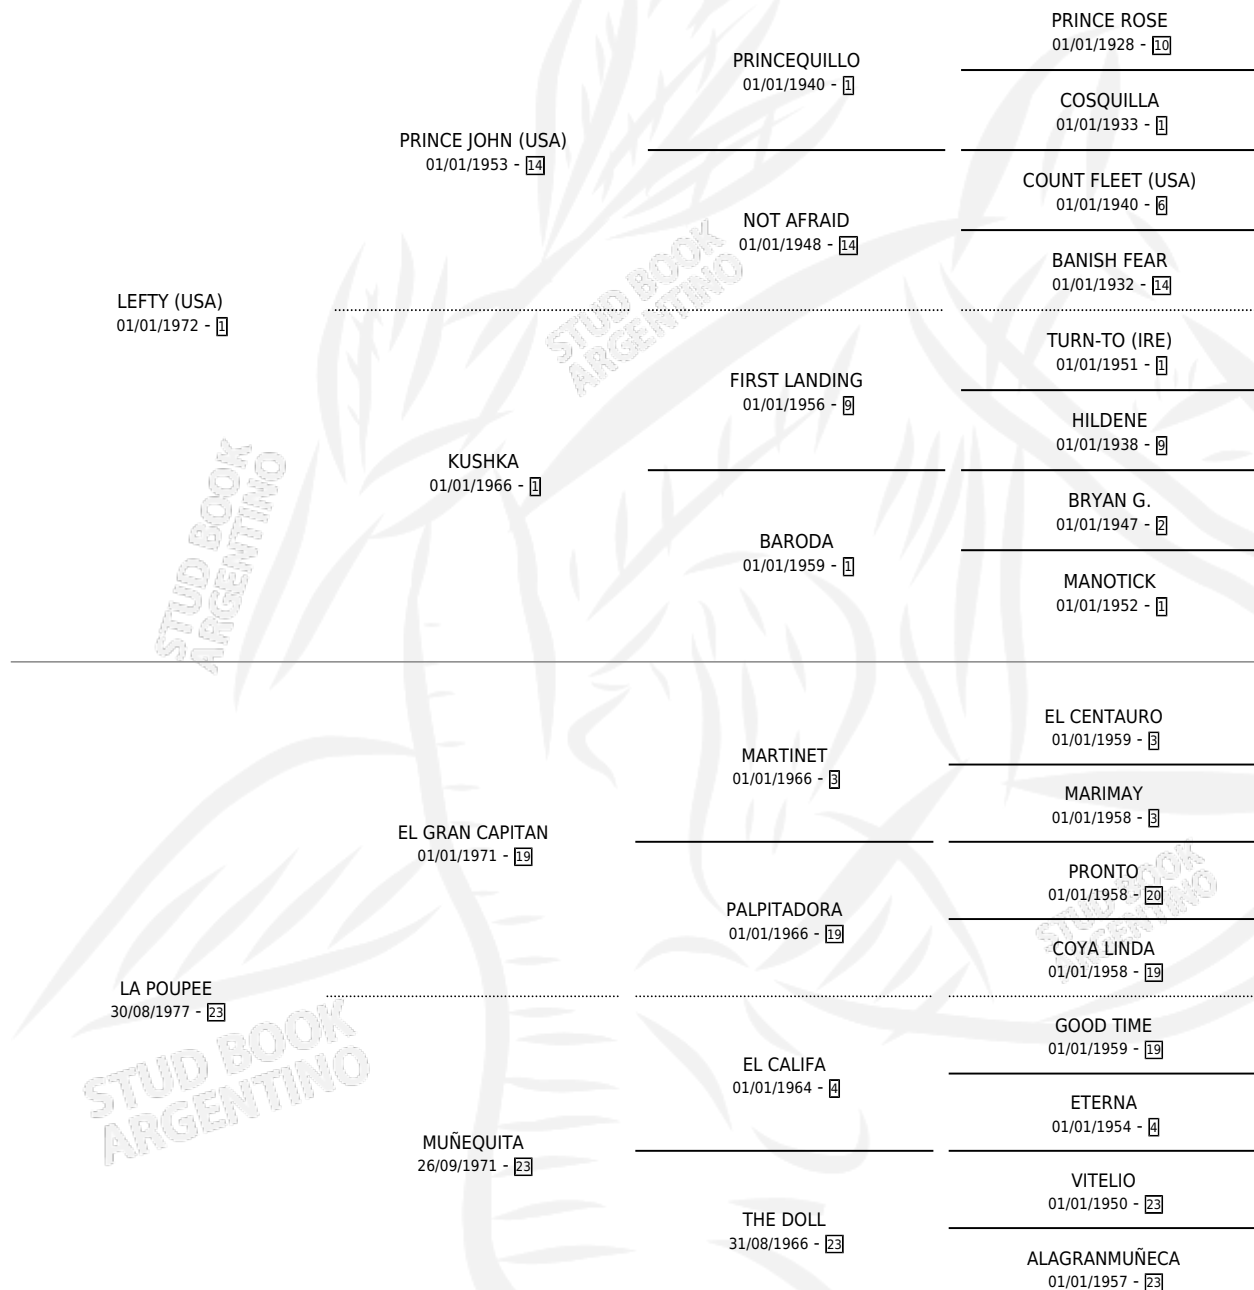 PRINCE ROSE
01/01/1928 - 10
PRINCEQUILLO
01/01/1940 - 1
COSQUILLA
01/01/1933 - 1
PRINCE JOHN (USA)
01/01/1953 - 14
COUNT FLEET (USA)
01/01/1940 - 6
NOT AFRAID
01/01/1948 - 14
BANISH FEAR
01/01/1932 - 14
LEFTY (USA)
01/01/1972 - 1
TURN-TO (IRE)
01/01/1951 - 1
FIRST LANDING
01/01/1956 - 9
HILDENE
01/01/1938 - 9
KUSHKA
01/01/1966 - 1
BRYAN G.
01/01/1947 - 2
BARODA
01/01/1959 - 1
MANOTICK
01/01/1952 - 1
EL CENTAURO
01/01/1959 - 3
MARTINET
01/01/1966 - 3
MARIMAY
01/01/1958 - 3
EL GRAN CAPITAN
01/01/1971 - 19
PRONTO
01/01/1958 - 20
PALPITADORA
01/01/1966 - 19
COYA LINDA
01/01/1958 - 19
LA POUPEE
30/08/1977 - 23
GOOD TIME
01/01/1959 - 19
EL CALIFA
01/01/1964 - 4
ETERNA
01/01/1954 - 4
MUÑEQUITA
26/09/1971 - 23
VITELIO
01/01/1950 - 23
THE DOLL
31/08/1966 - 23
ALAGRANMUÑECA
01/01/1957 - 23
STUD BOOK
ARGENTINO
STUD BOOK
ARGENTINO
STUD BOOK
ARGENTINO
STUD BOOK
ARGENTINO